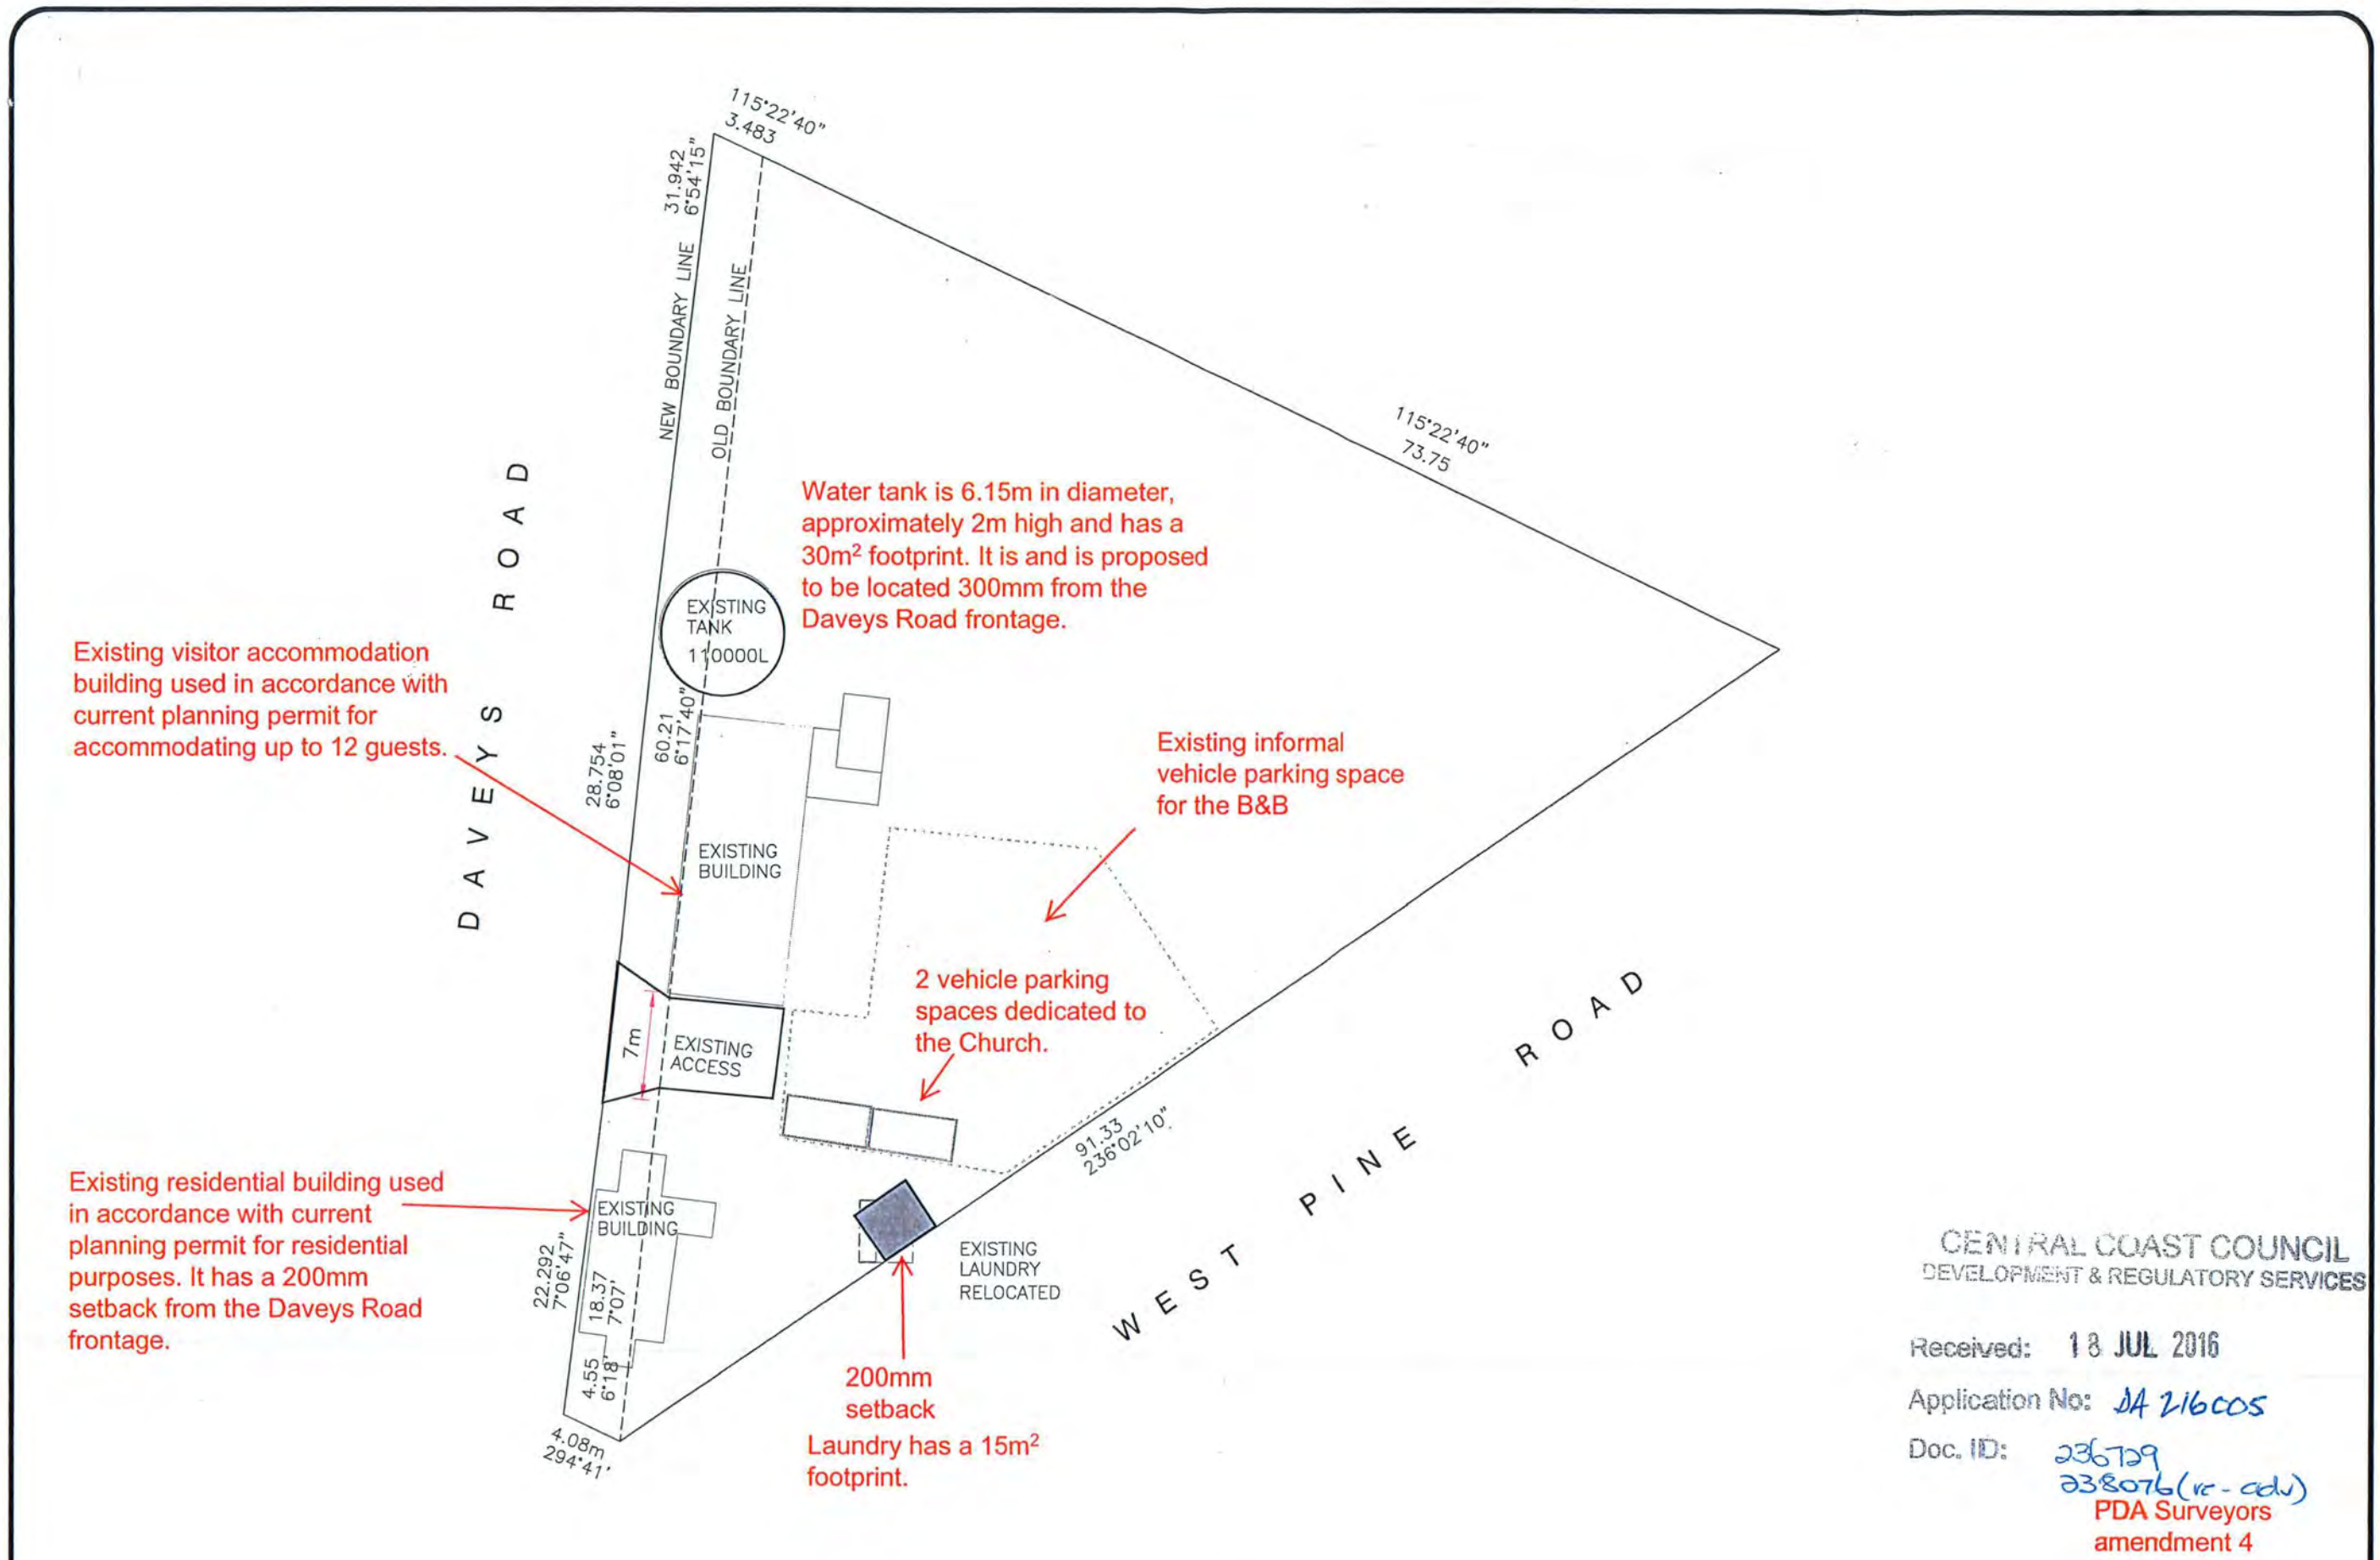 115°22'40"
3.483
31.942
6°54'15"
NEW BOUNDARY LINE
OLD BOUNDARY LINE
115°22'40"
73.75
DAVEYS ROAD
Water tank is 6.15m in diameter,
approximately 2m high and has a
30m² footprint. It is and is proposed
to be located 300mm from the
Daveys Road frontage.
EXISTING
TANK
110000L
Existing visitor accommodation
building used in accordance with
current planning permit for
accommodating up to 12 guests.
28.754
6°08'01"
60.21
6°17'40"
Existing informal
vehicle parking space
for the B&B
EXISTING
BUILDING
2 vehicle parking
spaces dedicated to
the Church.
7m
EXISTING
ACCESS
91.33
236°02'10"
WEST PINE ROAD
Existing residential building used
in accordance with current
planning permit for residential
purposes. It has a 200mm
setback from the Daveys Road
frontage.
EXISTING
BUILDING
22.292
7°06'47"
18.37
7°07'
4.55
6°18'
4.08m
294°41'
EXISTING
LAUNDRY
RELOCATED
200mm
setback
Laundry has a 15m²
footprint.
CENTRAL COAST COUNCIL
DEVELOPMENT & REGULATORY SERVICES
Received: 18 JUL 2016
Application No: DA 216005
Doc. ID: 236729
238076 (re-adv)
PDA Surveyors
amendment 4